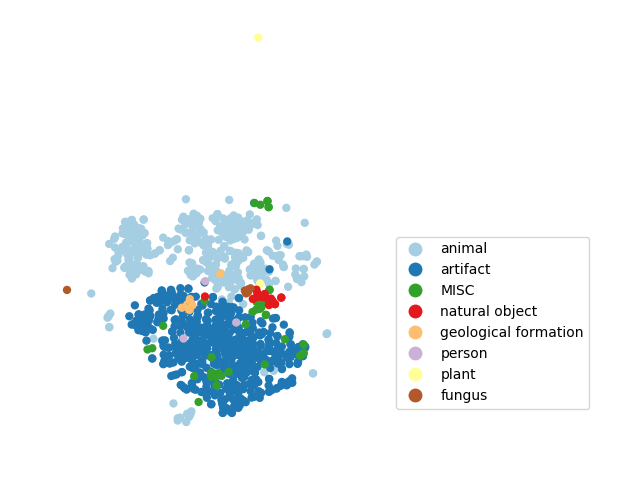 animal
artifact
MISC
natural object
geological formation
person
plant
fungus